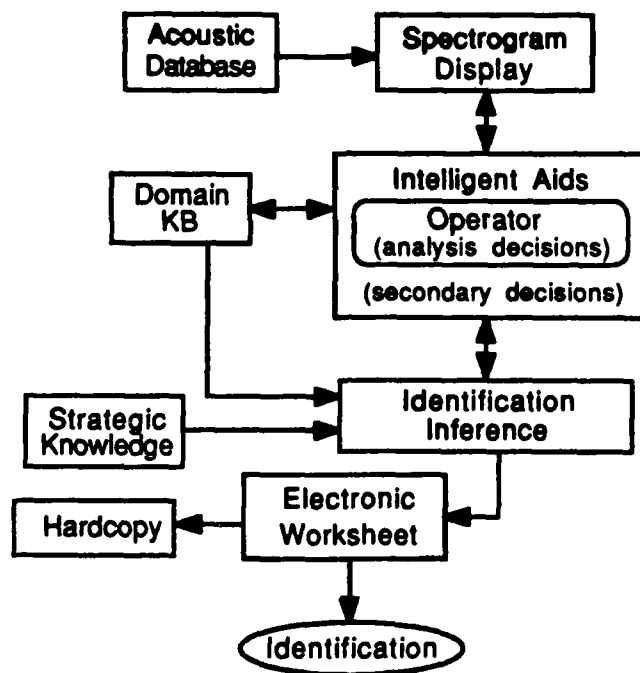 Acoustic
Database
Spectrogram
Display
Intelligent Aids
Operator
(analysis decisions)
(secondary decisions)
Domain
KB
Identification
Inference
Strategic
Knowledge
Electronic
Worksheet
Hardcopy
Identification